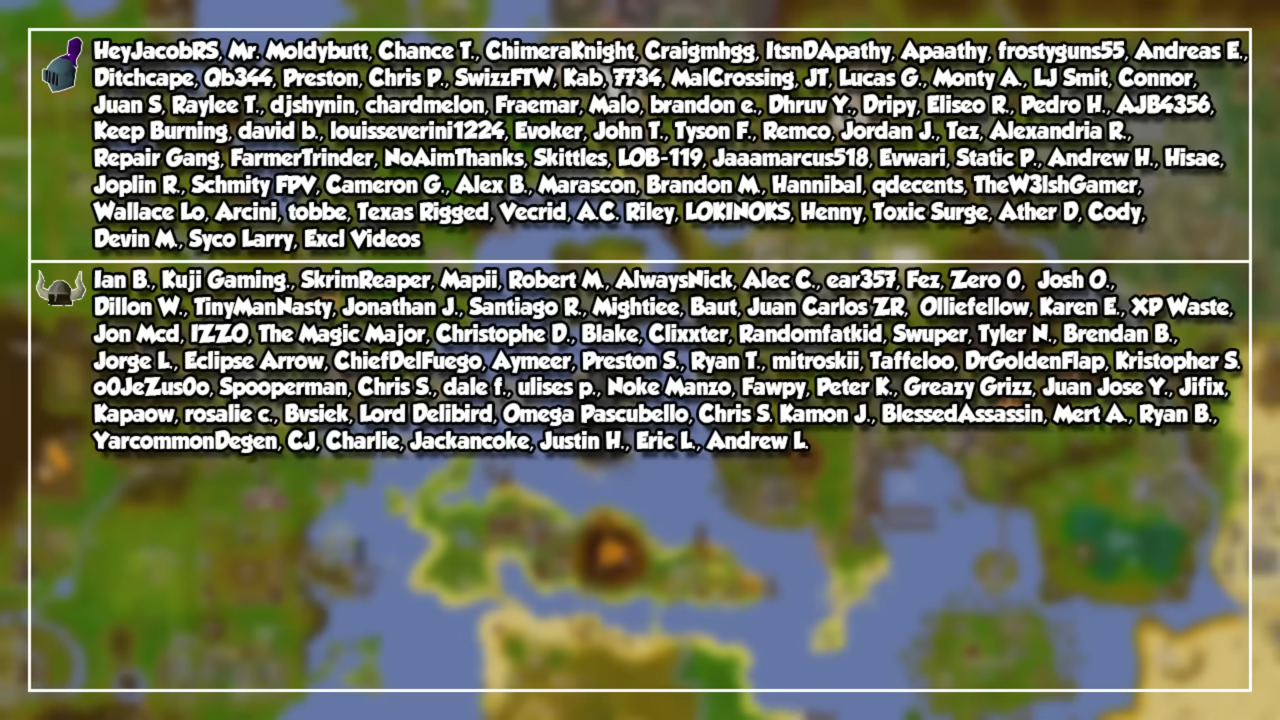 HeyJacobRS, Mr. Moldybutt, Chance T., ChimeraKnight, Craigmhgg, ItsnDApathy, Apaathy, frostyguns55, Andreas E.,
Ditchcape, Qb344, Preston, Chris P., SwizzFTW, Kab, 7734, MalCrossing, JT, Lucas G., Monty A., LJ Smit, Connor,
Juan S, Raylee T., djshynin, chardmelon, Fraemar, Malo, brandon e., Dhruv Y., Dripy, Eliseo R., Pedro H., AJB4356,
Keep Burning, david b., louisseverini1224, Evoker, John T., Tyson F., Remco, Jordan J., Tez, Alexandria R.,
Repair Gang, FarmerTrinder, NoAimThanks, Skittles, LOB-119, Jaaamarcus518, Evwari, Static P., Andrew H., Hisae,
Joplin R., Schmity FPV, Cameron G., Alex B., Marascon, Brandon M., Hannibal, qdecents, TheW3lshGamer,
Wallace Lo, Arcini, tobbe, Texas Rigged, Vecrid, A.C. Riley, LOKINOKS, Henny, Toxic Surge, Ather D, Cody,
Devin M., Syco Larry, Excl Videos
Ian B., Kuji Gaming., SkrimReaper, Mapii, Robert M., AlwaysNick, Alec C., ear357, Fez, Zero 0, Josh O.,
Dillon W., TinyManNasty, Jonathan J., Santiago R., Mightiee, Baut, Juan Carlos ZR, Olliefellow, Karen E., XP Waste,
Jon Mcd, IZZO, The Magic Major, Christophe D., Blake, Clixxter, Randomfatkid, Swuper, Tyler N., Brendan B.,
Jorge L., Eclipse Arrow, ChiefDelFuego, Aymeer, Preston S., Ryan T., mitroskii, Taffeloo, DrGoldenFlap, Kristopher S.
o0JeZus0o, Spooperman, Chris S., dale f., ulises p., Noke Manzo, Fawpy, Peter K., Greazy Grizz, Juan Jose Y., Jifix,
Kapaow, rosalie c., Bvsiek, Lord Delibird, Omega Pascubello, Chris S. Kamon J., BlessedAssassin, Mert A., Ryan B.,
YarcommonDegen, CJ, Charlie, Jackancoke, Justin H., Eric L., Andrew L.